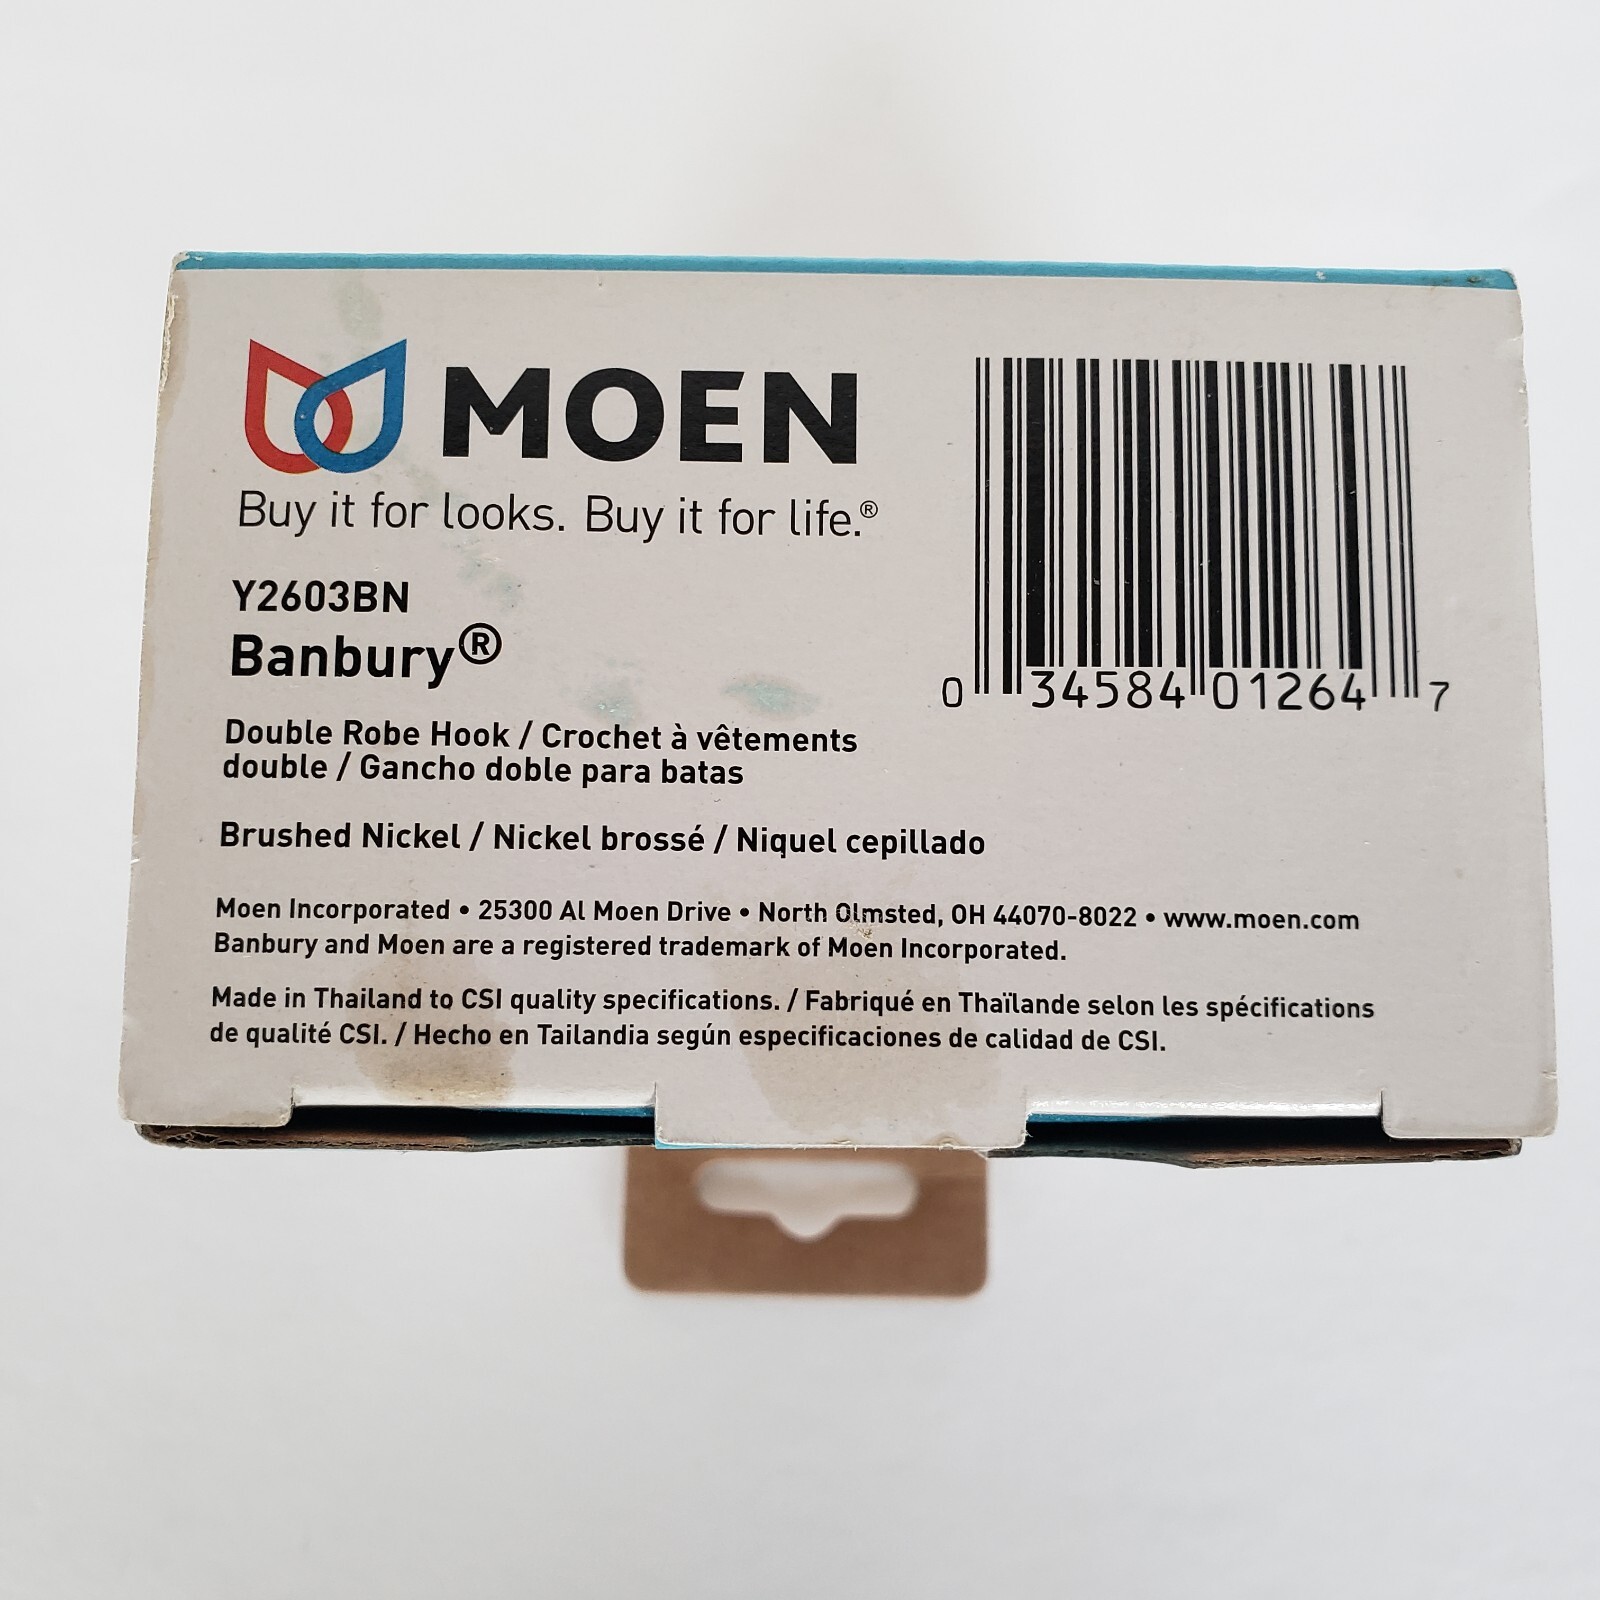 MOEN
Buy it for looks. Buy it for life.®
Y2603BN
Banbury®
Double Robe Hook / Crochet à vêtements
double / Gancho doble para batas
Brushed Nickel / Nickel brossé / Niquel cepillado
Moen Incorporated • 25300 Al Moen Drive • North Olmsted, OH 44070-8022 • www.moen.com
Banbury and Moen are a registered trademark of Moen Incorporated.
Made in Thailand to CSI quality specifications. / Fabriqué en Thaïlande selon les spécifications
de qualité CSI. / Hecho en Tailandia según especificaciones de calidad de CSI.
0 34584 01264 7